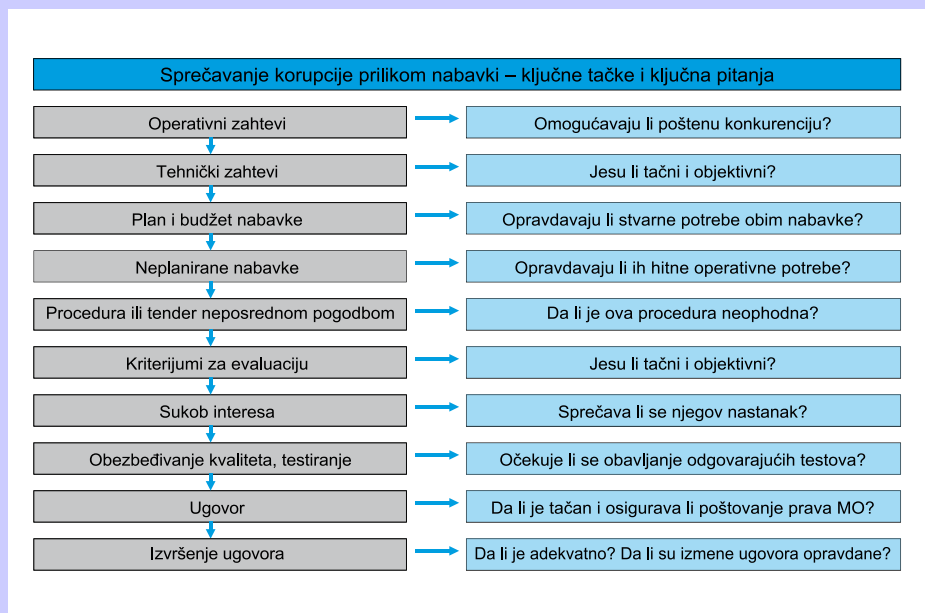 Sprečavanje korupcije prilikom nabavki – ključne tačke i ključna pitanja
Operativni zahtevi
Omogućavaju li poštenu konkurenciju?
Tehnički zahtevi
Jesu li tačni i objektivni?
Plan i budžet nabavke
Opravdavaju li stvarne potrebe obim nabavke?
Neplanirane nabavke
Opravdavaju li ih hitne operativne potrebe?
Procedura ili tender neposrednom pogodbom
Da li je ova procedura neophodna?
Kriterijumi za evaluaciju
Jesu li tačni i objektivni?
Sukob interesa
Sprečava li se njegov nastanak?
Obezbeđivanje kvaliteta, testiranje
Očekuje li se obavljanje odgovarajućih testova?
Ugovor
Da li je tačan i osigurava li poštovanje prava MO?
Izvršenje ugovora
Da li je adekvatno? Da li su izmene ugovora opravdane?